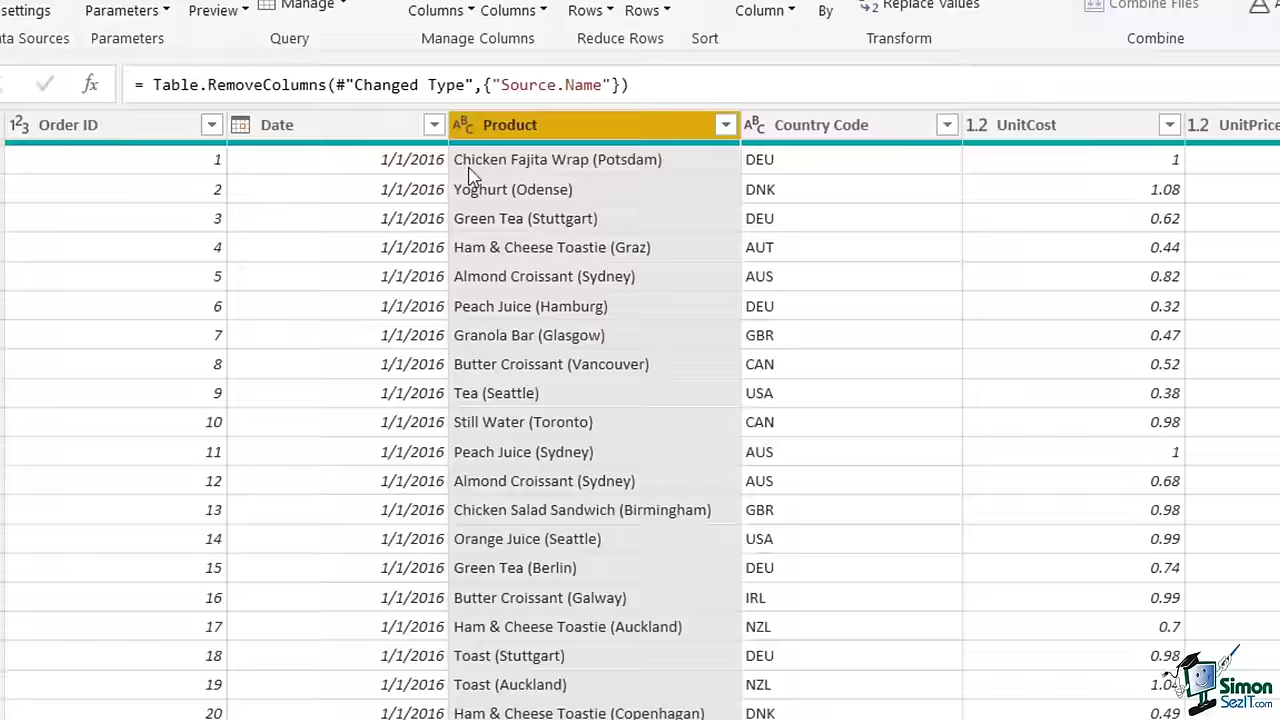 settings
Parameters
Preview
Manage
Columns
Columns
Rows
Rows
Column
By
Replace Values
Combine Files
Data Sources
Parameters
Query
Manage Columns
Reduce Rows
Sort
Transform
Combine
fx = Table.RemoveColumns(#"Changed Type",{"Source.Name"})
1 2 3 Order ID Date ABC Product ABC Country Code 1.2 UnitCost 1.2 UnitPrice
1 1/1/2016 Chicken Fajita Wrap (Potsdam) DEU 1
2 1/1/2016 Yoghurt (Odense) DNK 1.08
3 1/1/2016 Green Tea (Stuttgart) DEU 0.62
4 1/1/2016 Ham & Cheese Toastie (Graz) AUT 0.44
5 1/1/2016 Almond Croissant (Sydney) AUS 0.82
6 1/1/2016 Peach Juice (Hamburg) DEU 0.32
7 1/1/2016 Granola Bar (Glasgow) GBR 0.47
8 1/1/2016 Butter Croissant (Vancouver) CAN 0.52
9 1/1/2016 Tea (Seattle) USA 0.38
10 1/1/2016 Still Water (Toronto) CAN 0.98
11 1/1/2016 Peach Juice (Sydney) AUS 1
12 1/1/2016 Almond Croissant (Sydney) AUS 0.68
13 1/1/2016 Chicken Salad Sandwich (Birmingham) GBR 0.98
14 1/1/2016 Orange Juice (Seattle) USA 0.99
15 1/1/2016 Green Tea (Berlin) DEU 0.74
16 1/1/2016 Butter Croissant (Galway) IRL 0.99
17 1/1/2016 Ham & Cheese Toastie (Auckland) NZL 0.7
18 1/1/2016 Toast (Stuttgart) DEU 0.98
19 1/1/2016 Toast (Auckland) NZL 1.04
20 1/1/2016 Ham & Cheese Toastie (Copenhagan) DNK 0.49
Simon
SezIT.com